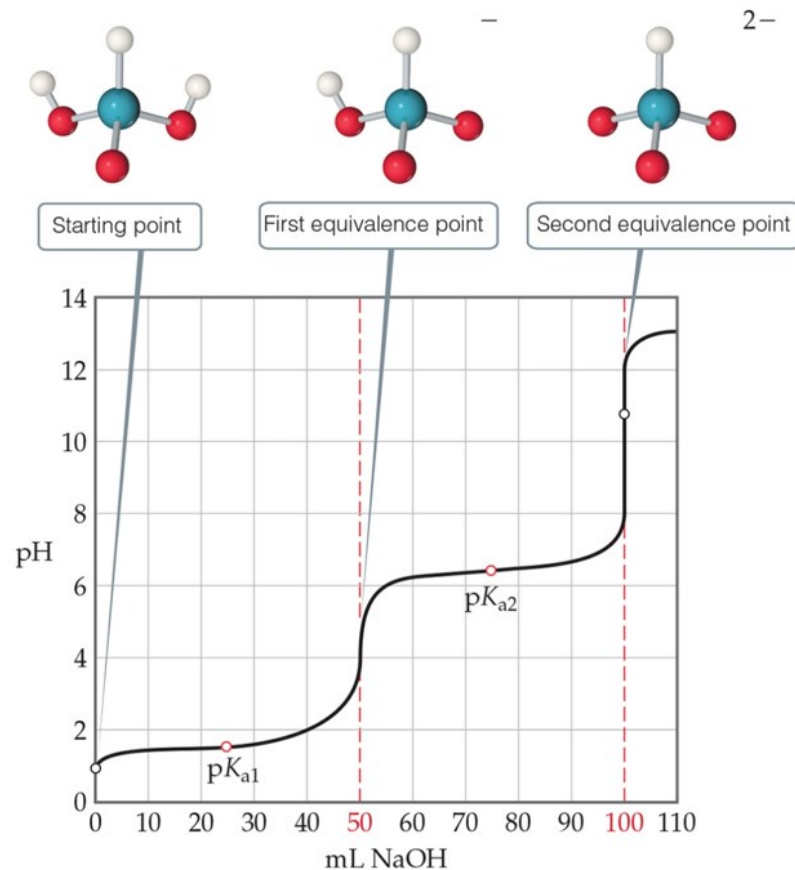 − 2−
Starting point First equivalence point Second equivalence point
14
12
10
8
pH
6
pKa2
4
2
pKa1
0
0 10 20 30 40 50 60 70 80 90 100 110
mL NaOH